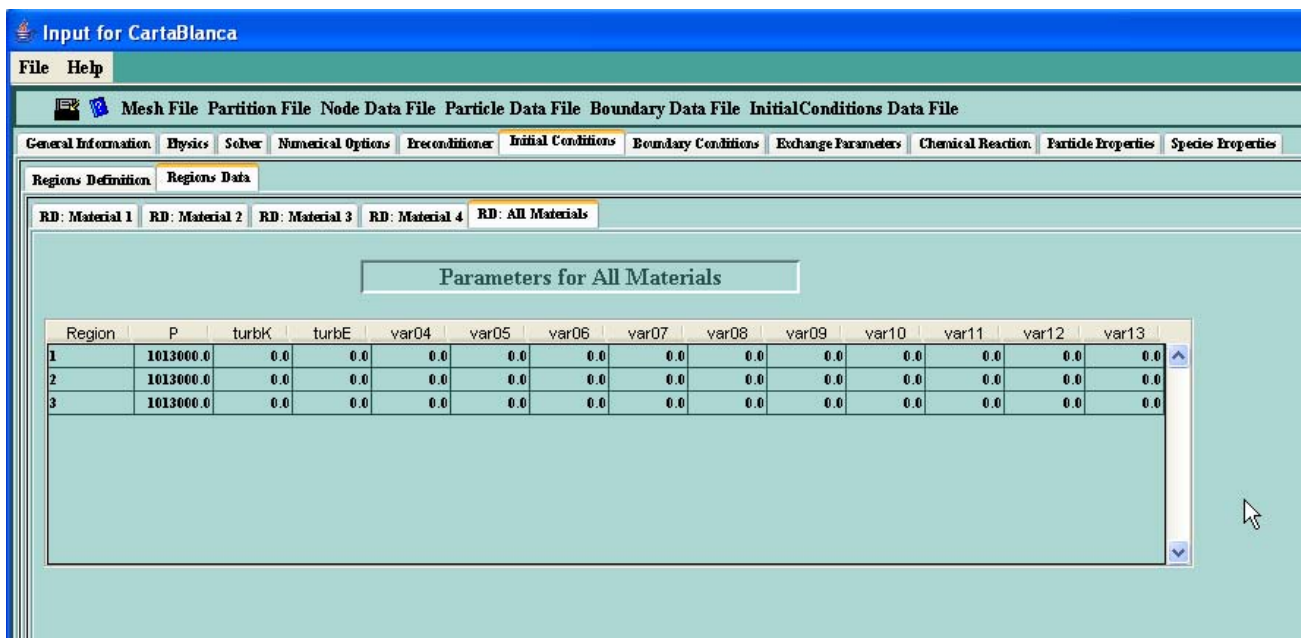 Input for CartaBlanca
File Help
Mesh File Partition File Node Data File Particle Data File Boundary Data File InitialConditions Data File
General Information Physics Solver Numerical Options Preconditioner Initial Conditions Boundary Conditions Exchange Parameters Chemical Reaction Particle Properties Species Properties
Regions Definition Regions Data
RD: Material 1 RD: Material 2 RD: Material 3 RD: Material 4 RD: All Materials
Parameters for All Materials
Region P turbK turbE var04 var05 var06 var07 var08 var09 var10 var11 var12 var13
1 1013000.0 0.0 0.0 0.0 0.0 0.0 0.0 0.0 0.0 0.0 0.0 0.0 0.0
2 1013000.0 0.0 0.0 0.0 0.0 0.0 0.0 0.0 0.0 0.0 0.0 0.0 0.0
3 1013000.0 0.0 0.0 0.0 0.0 0.0 0.0 0.0 0.0 0.0 0.0 0.0 0.0